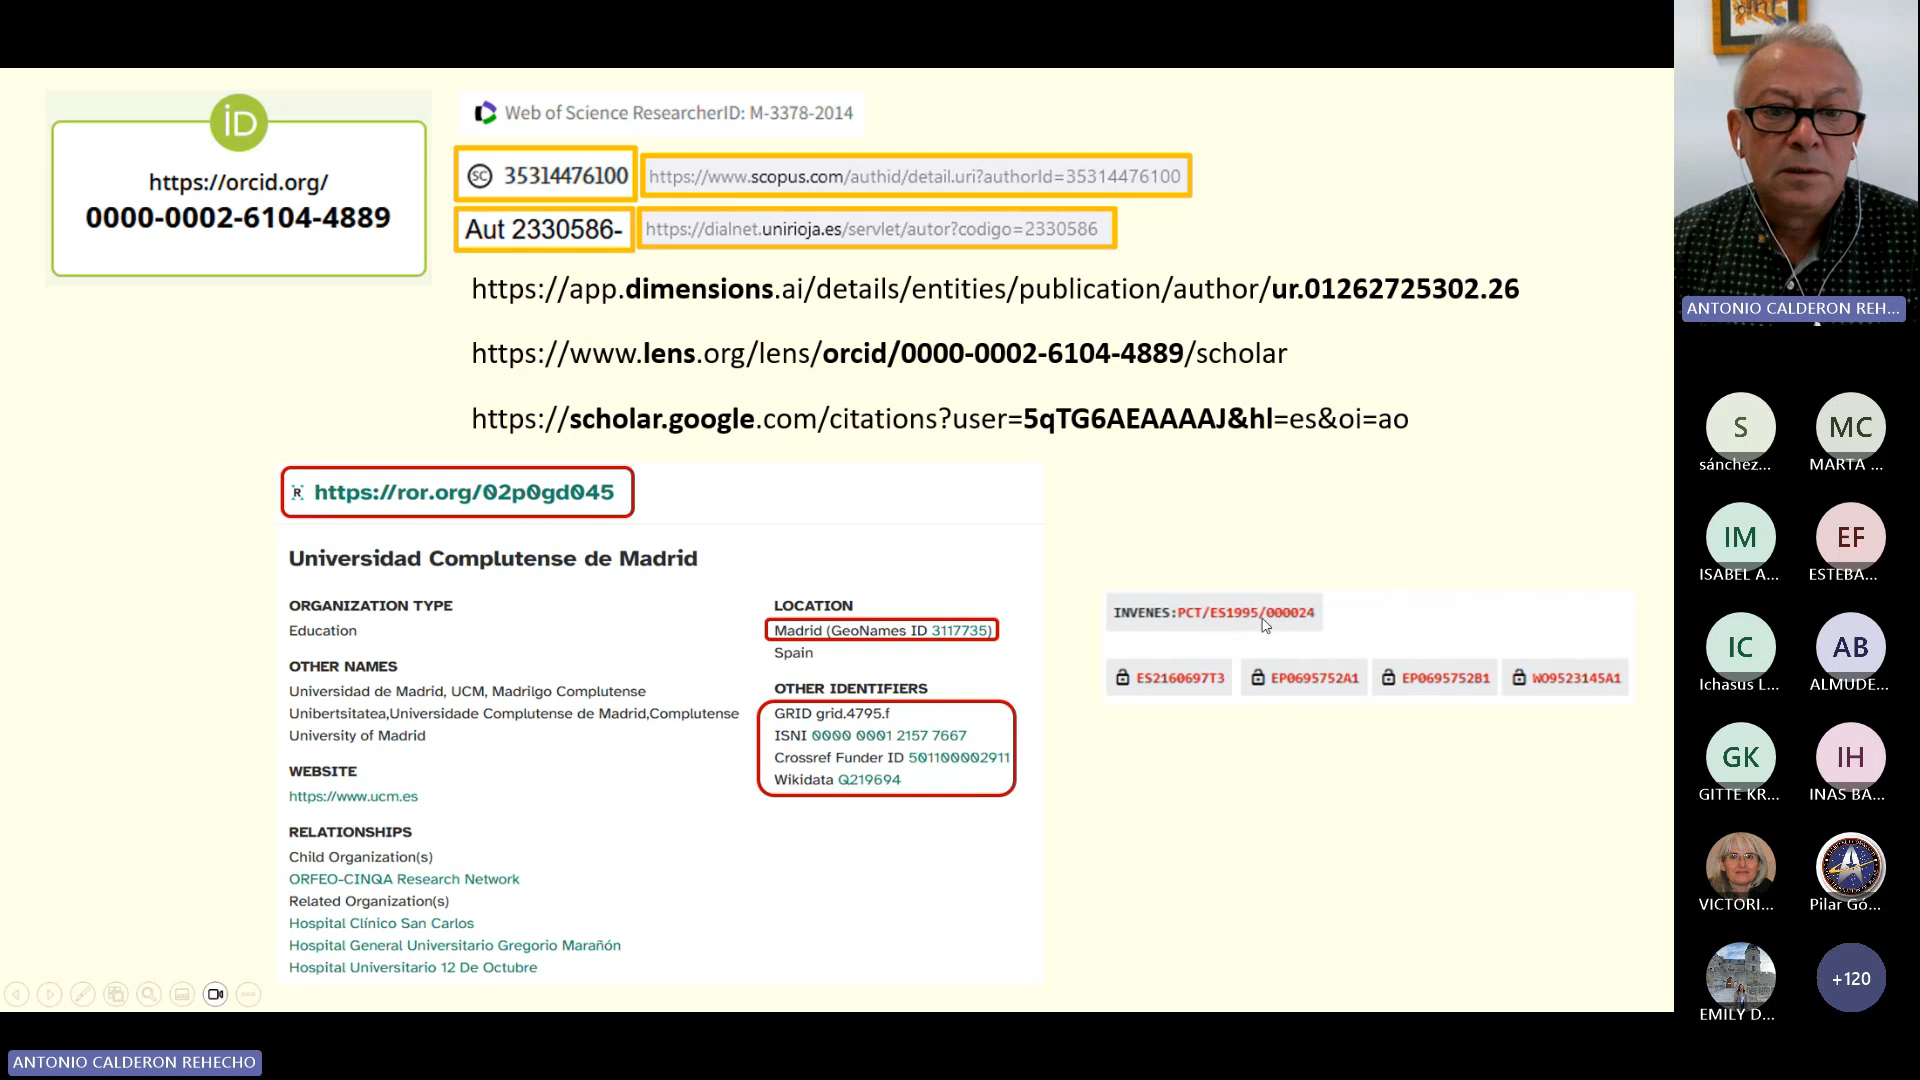 iD
https://orcid.org/
0000-0002-6104-4889
Web of Science ResearcherID: M-3378-2014
SC 35314476100
https://www.scopus.com/authid/detail.uri?authorId=35314476100
Aut 2330586-
https://dialnet.unirioja.es/servlet/autor?codigo=2330586
https://app.dimensions.ai/details/entities/publication/author/ur.01262725302.26
https://www.lens.org/lens/orcid/0000-0002-6104-4889/scholar
https://scholar.google.com/citations?user=5qTG6AEAAAAJ&hl=es&oi=ao
R https://ror.org/02p0gd045
Universidad Complutense de Madrid
ORGANIZATION TYPE
Education
OTHER NAMES
Universidad de Madrid, UCM, Madrilgo Complutense
Unibertsitatea,Universidade Complutense de Madrid,Complutense
University of Madrid
WEBSITE
https://www.ucm.es
RELATIONSHIPS
Child Organization(s)
ORFEO-CINQA Research Network
Related Organization(s)
Hospital Clínico San Carlos
Hospital General Universitario Gregorio Marañón
Hospital Universitario 12 De Octubre
LOCATION
Madrid (GeoNames ID 3117735)
Spain
OTHER IDENTIFIERS
GRID grid.4795.f
ISNI 0000 0001 2157 7667
Crossref Funder ID 501100002911
Wikidata Q219694
INVENES:PCT/ES1995/000024
ES2160697T3
EP0695752A1
EP0695752B1
WO9523145A1
ANTONIO CALDERON REH...
S
sánchez...
MC
MARTA ...
IM
ISABEL A...
EF
ESTEBA...
IC
Ichasus L...
AB
ALMUDE...
GK
GITTE KR...
IH
INAS BA...
VICTORI...
Pilar Gó...
EMILY D...
+120
ANTONIO CALDERON REHECHO